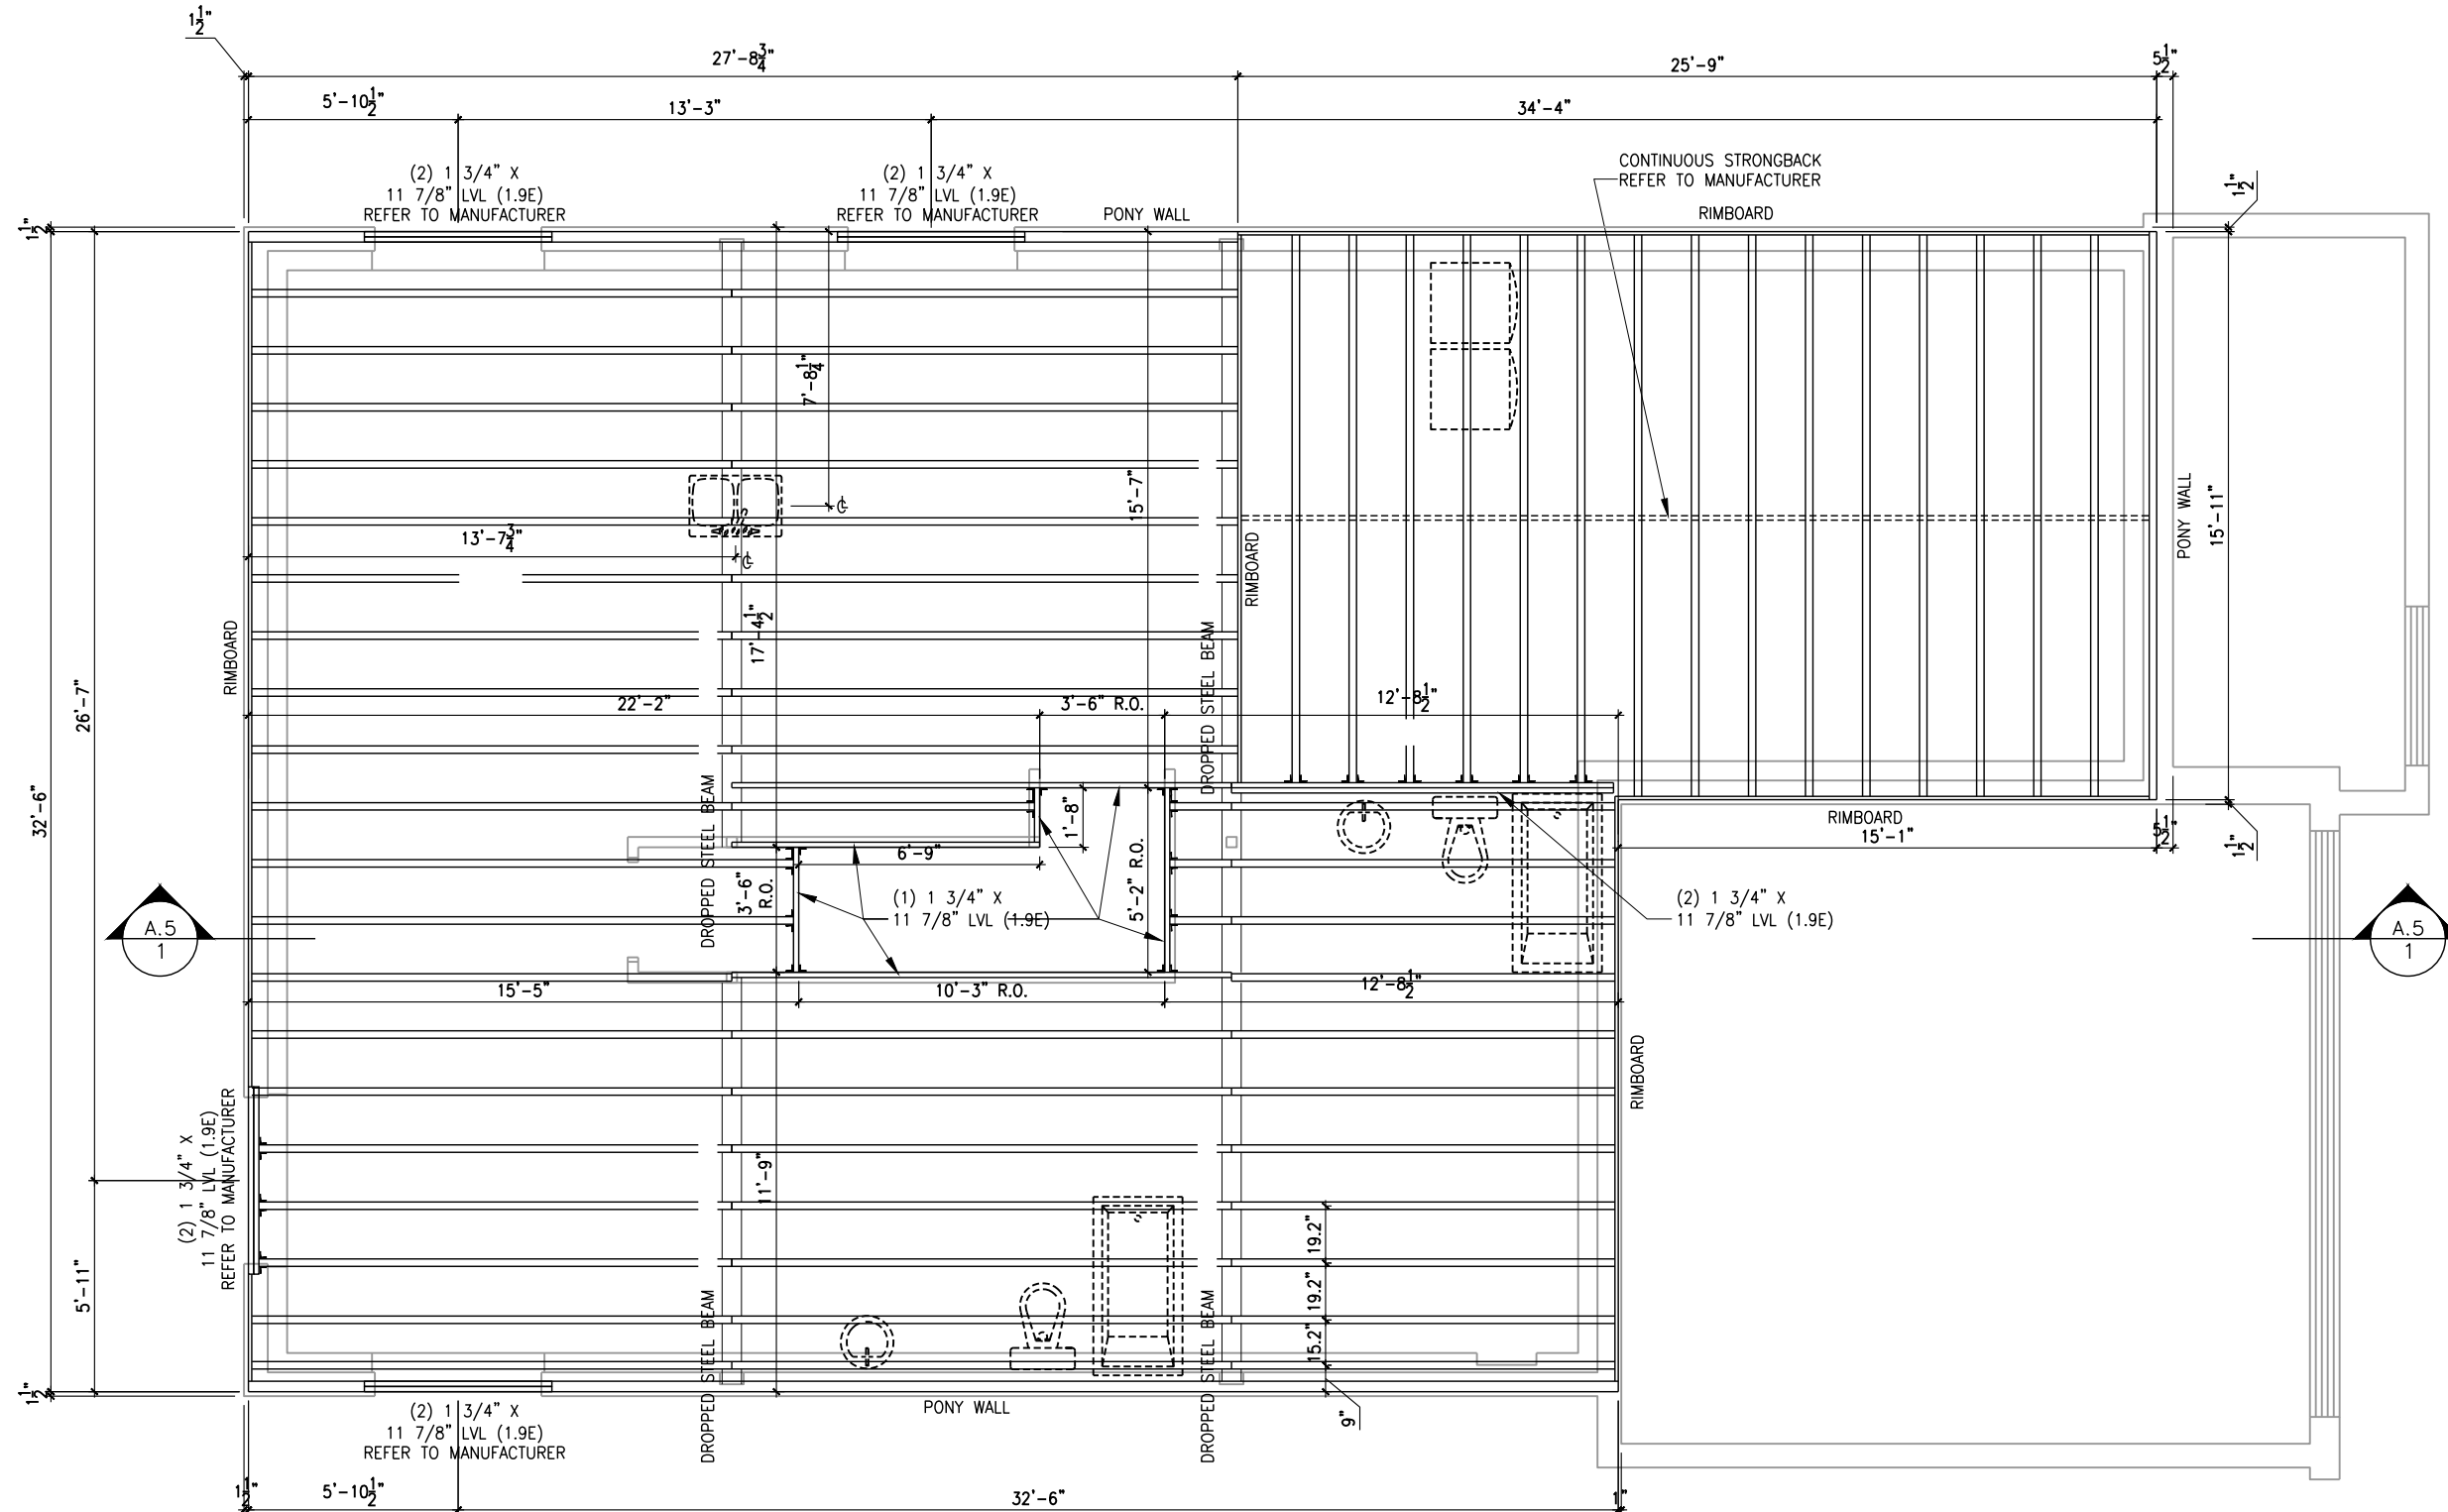 1 1/2"
27'-8 3/4"
25'-9"
5 1/2"
5'-10 1/2"
13'-3"
34'-4"
(2) 1 3/4" X
11 7/8" LVL (1.9E)
REFER TO MANUFACTURER
(2) 1 3/4" X
11 7/8" LVL (1.9E)
REFER TO MANUFACTURER
PONY WALL
CONTINUOUS STRONGBACK
REFER TO MANUFACTURER
RIMBOARD
1 1/2"
1 1/2"
7'-8 1/4"
15'-7"
15'-11"
PONY WALL
℄
13'-7 3/4"
℄
RIMBOARD
RIMBOARD
17'-4 1/2"
DROPPED STEEL BEAM
26'-7"
32'-6"
22'-2"
3'-6" R.O.
12'-8 1/2"
DROPPED STEEL BEAM
1'-8"
6'-9"
3'-6"
R.O.
5'-2" R.O.
(1) 1 3/4" X
11 7/8" LVL (1.9E)
(2) 1 3/4" X
11 7/8" LVL (1.9E)
RIMBOARD
15'-1"
5 1/2"
1 1/2"
A.5
1
A.5
1
15'-5"
10'-3" R.O.
12'-8 1/2"
RIMBOARD
(2) 1 3/4" X
11 7/8" LVL (1.9E)
REFER TO MANUFACTURER
11'-9"
5'-11"
19.2"
19.2"
15.2"
9"
DROPPED STEEL BEAM
DROPPED STEEL BEAM
1 1/2"
PONY WALL
(2) 1 3/4" X
11 7/8" LVL (1.9E)
REFER TO MANUFACTURER
1 1/2"
5'-10 1/2"
32'-6"
1"